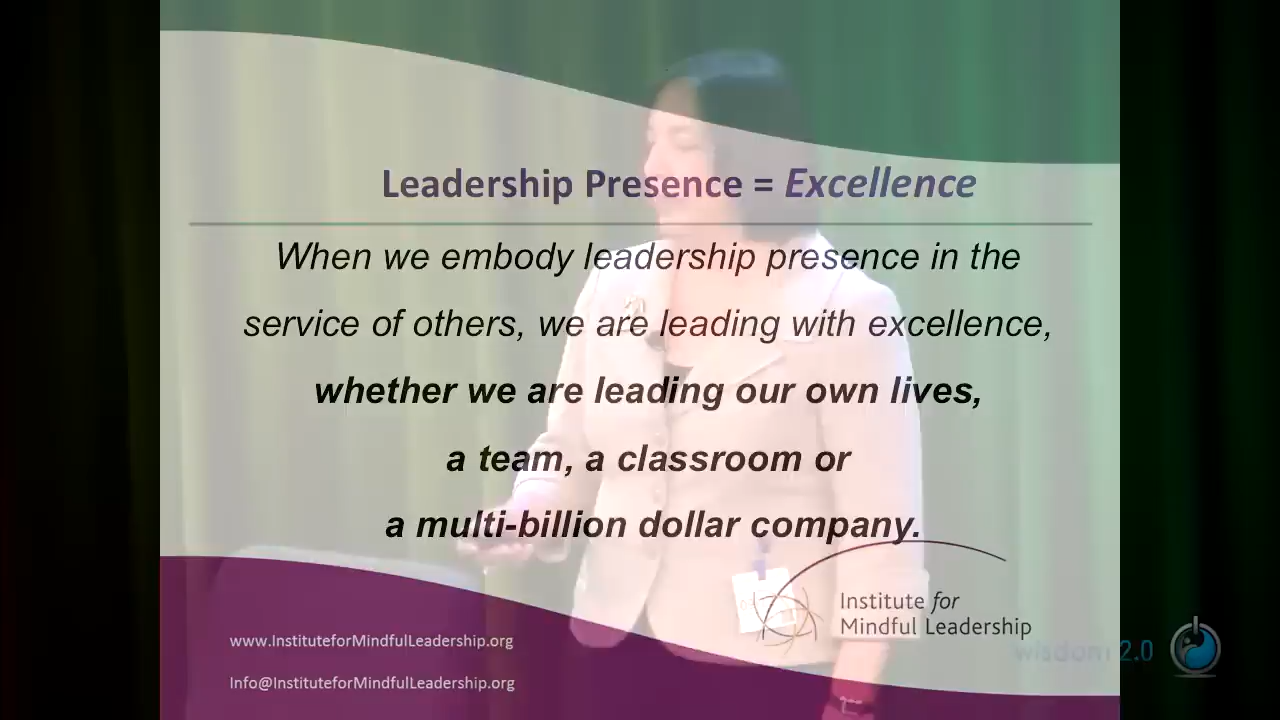 Leadership Presence = Excellence
When we embody leadership presence in the
service of others, we are leading with excellence,
whether we are leading our own lives,
a team, a classroom or
a multi-billion dollar company.
Institute for
Mindful Leadership
www.InstituteforMindfulLeadership.org
Info@InstituteforMindfulLeadership.org
wisdom 2.0